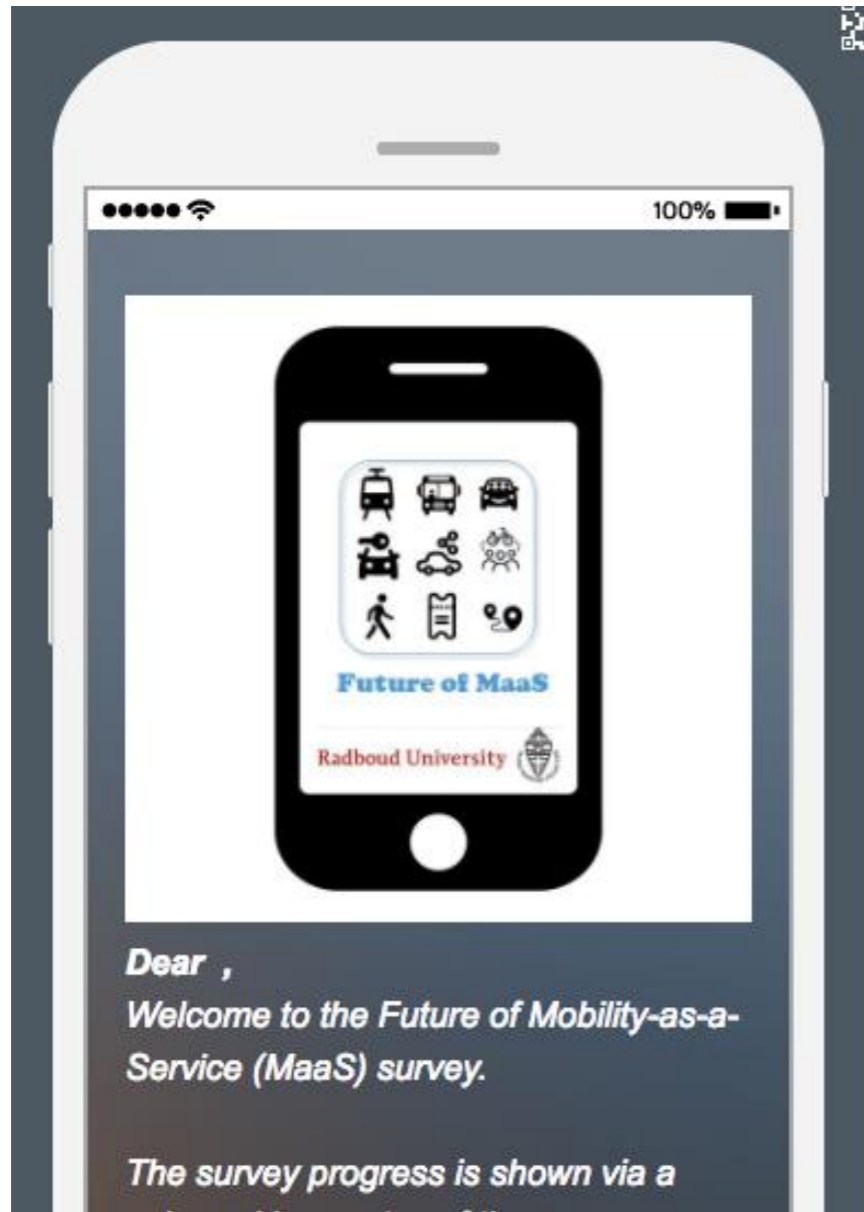 100%
Future of MaaS
Radboud University
Dear ,
Welcome to the Future of Mobility-as-a-
Service (MaaS) survey.
The survey progress is shown via a